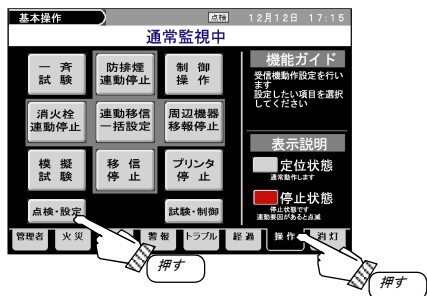 基本操作
点検
12月12日 17:15
通常監視中
一斉
試験
防排煙
連動停止
制御
操作
消火栓
連動停止
連動移信
一括設定
周辺機器
移報停止
模擬
試験
移信
停止
プリンタ
停止
点検・設定
試験・制御
機能ガイド
受信機動作設定を行い
ます
設定したい項目を選択
してください
表示説明
定位状態
通常動作します
停止状態
停止状態です
連動要因があると点滅
管理者
火災
警報
トラブル
経過
操作
消灯
押す
押す